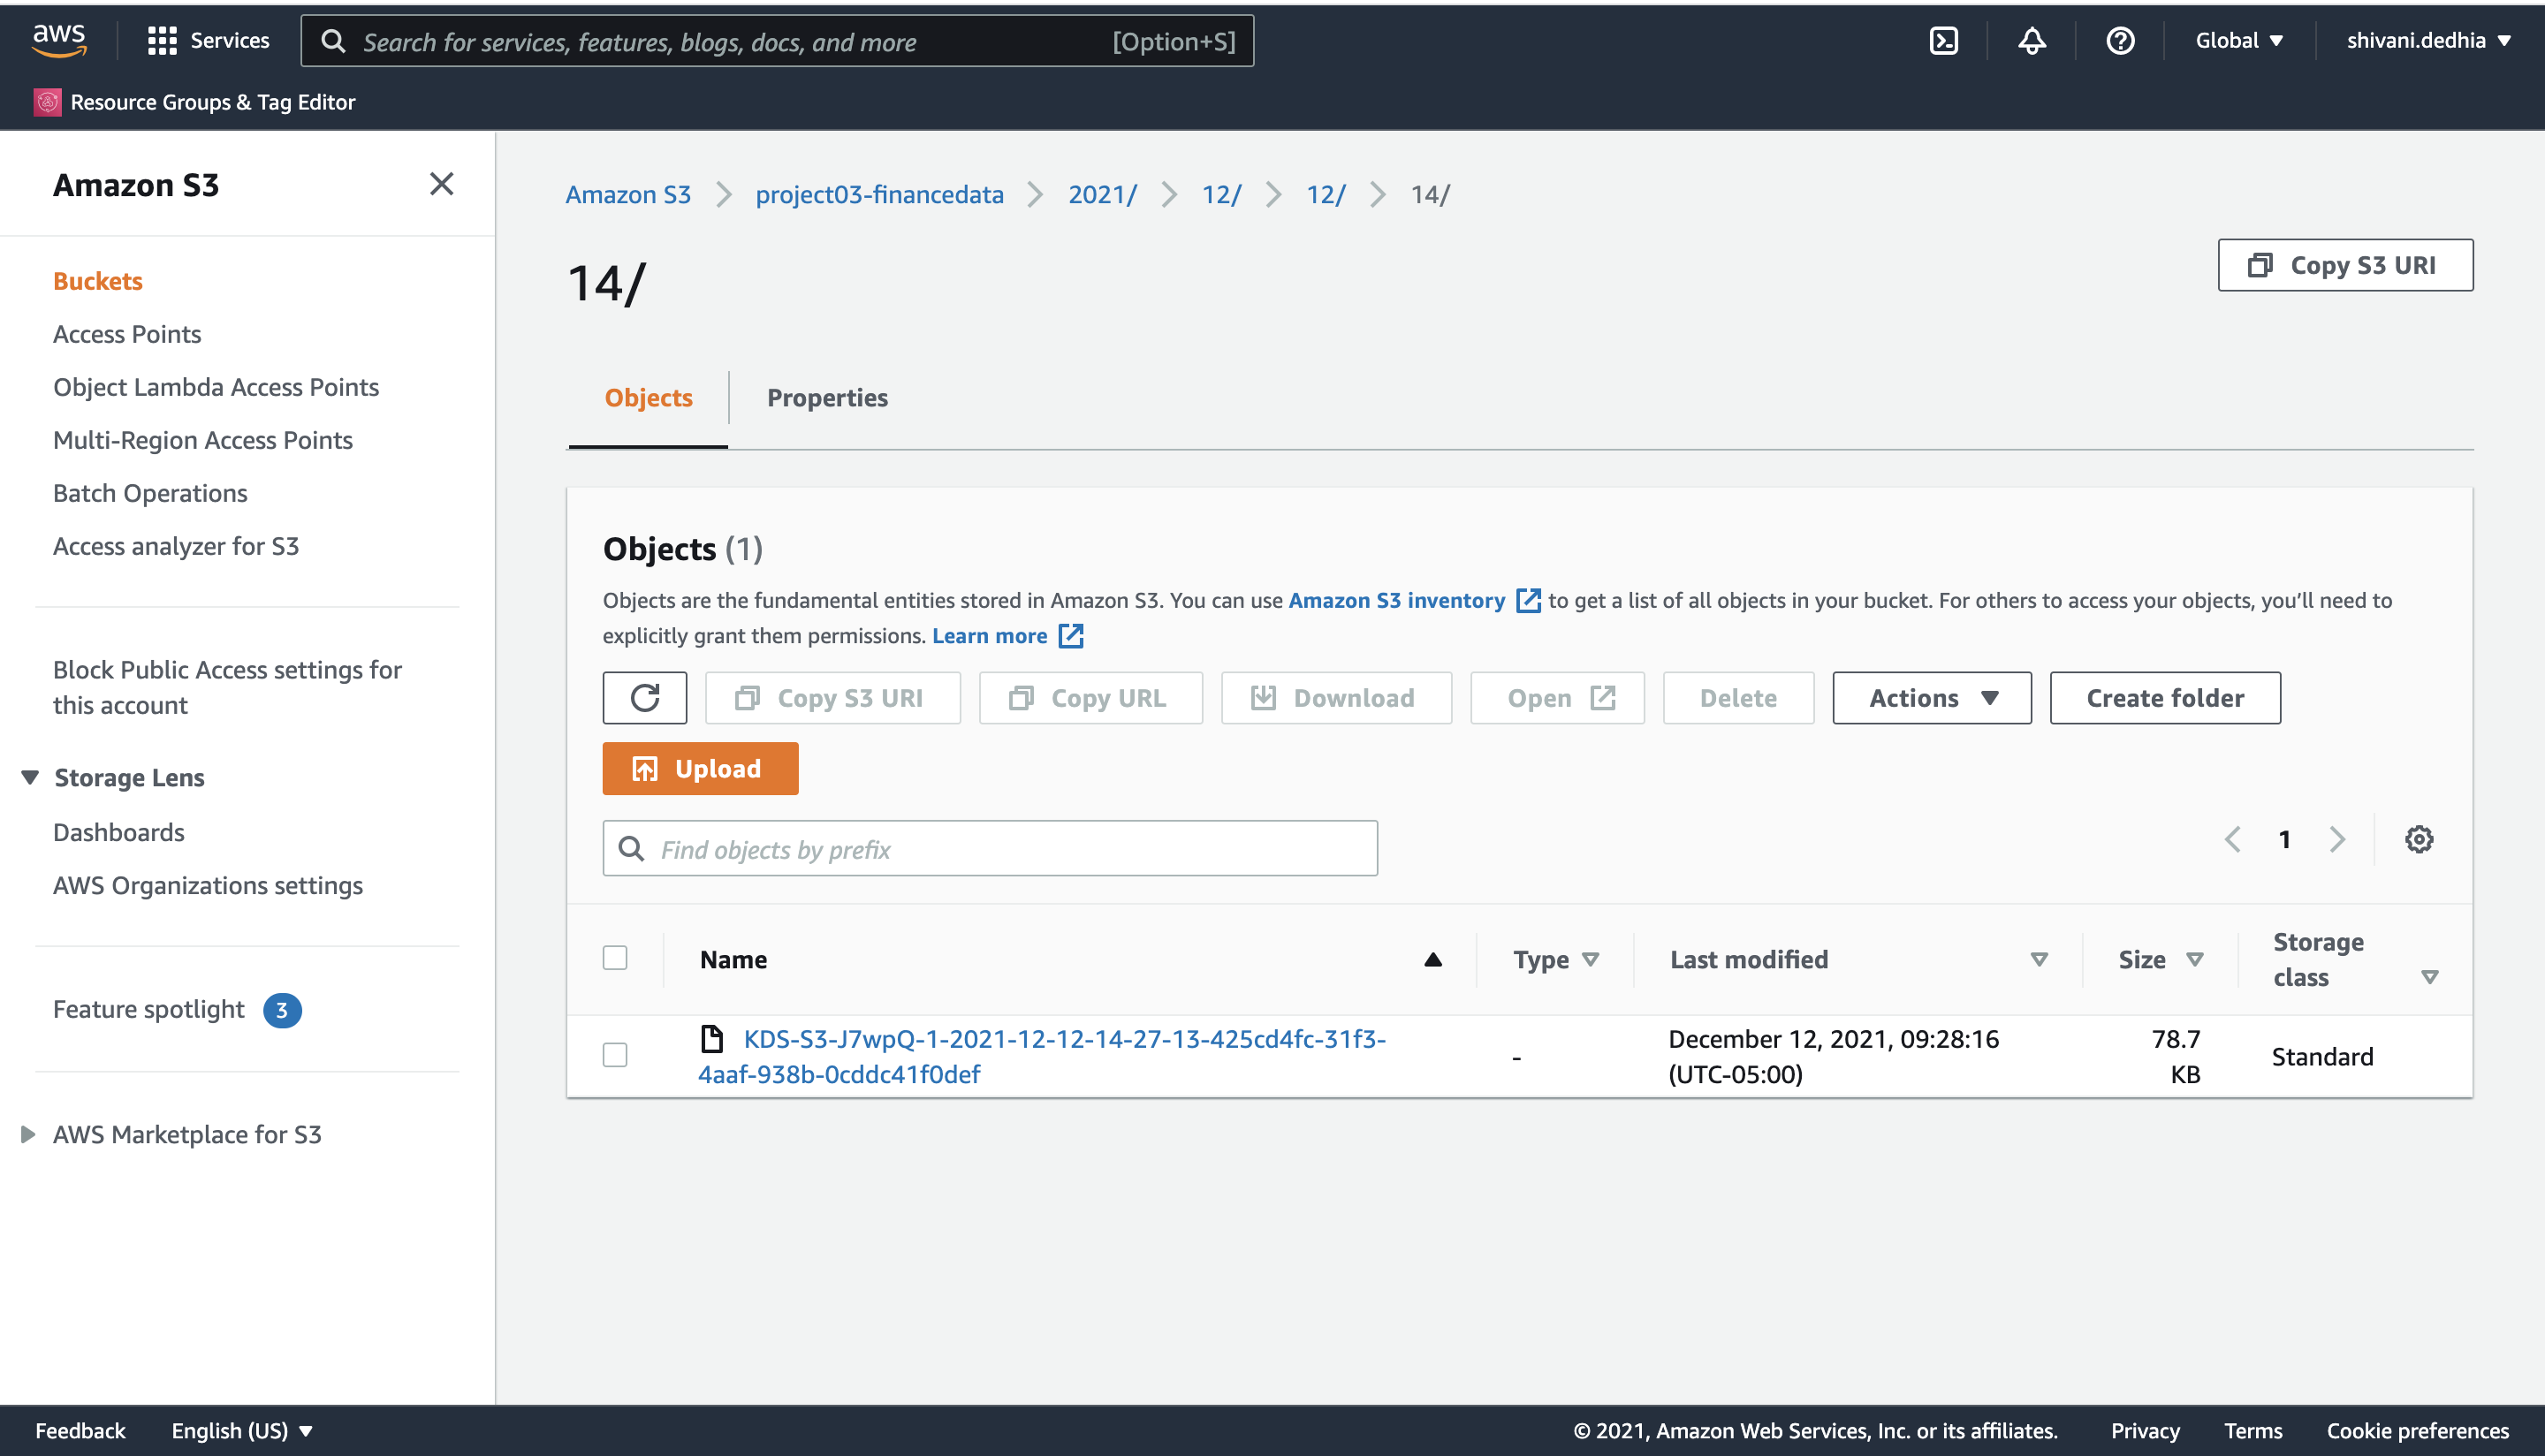 aws
Services
Search for services, features, blogs, docs, and more
[Option+S]
Global
shivani.dedhia
Resource Groups & Tag Editor
Amazon S3
Buckets
Access Points
Object Lambda Access Points
Multi-Region Access Points
Batch Operations
Access analyzer for S3
Block Public Access settings for
this account
Storage Lens
Dashboards
AWS Organizations settings
Feature spotlight 3
AWS Marketplace for S3
Amazon S3 project03-financedata 2021/ 12/ 12/ 14/
14/
Copy S3 URI
Objects
Properties
Objects (1)
Objects are the fundamental entities stored in Amazon S3. You can use Amazon S3 inventory to get a list of all objects in your bucket. For others to access your objects, you'll need to
explicitly grant them permissions. Learn more
Copy S3 URI
Copy URL
Download
Open
Delete
Actions
Create folder
Upload
Find objects by prefix
1
Name
Type
Last modified
Size
Storage
class
KDS-S3-J7wpQ-1-2021-12-12-14-27-13-425cd4fc-31f3-
4aaf-938b-0cddc41f0def
-
December 12, 2021, 09:28:16
(UTC-05:00)
78.7
KB
Standard
Feedback
English (US)
© 2021, Amazon Web Services, Inc. or its affiliates.
Privacy
Terms
Cookie preferences